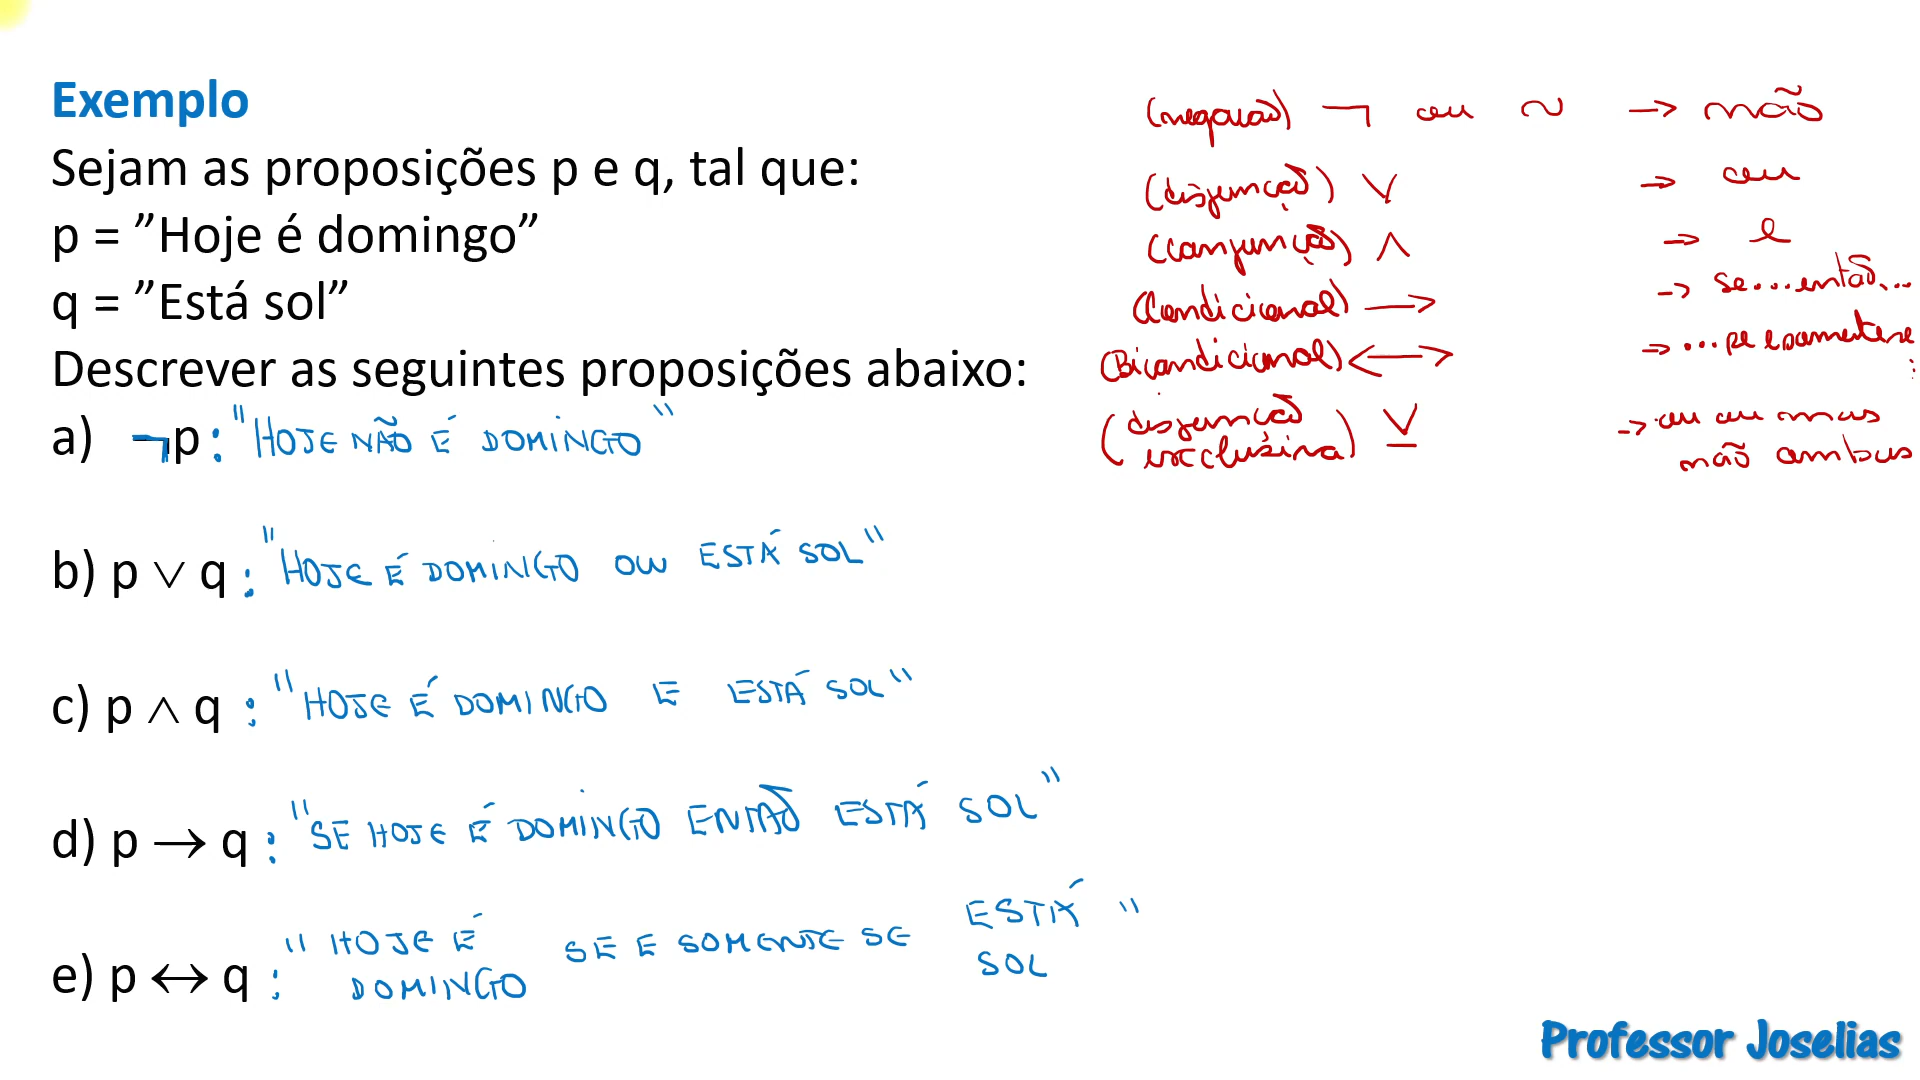 Exemplo
Sejam as proposições p e q, tal que:
p = ”Hoje é domingo”
q = ”Está sol”
Descrever as seguintes proposições abaixo:
a) ¬p : "HOJE NÃO É DOMINGO"
b) p ∨ q : "HOJE É DOMINGO OU ESTÁ SOL"
c) p ∧ q : "HOJE É DOMINGO E ESTÁ SOL"
d) p → q : "SE HOJE É DOMINGO ENTÃO ESTÁ SOL"
e) p ↔ q : "HOJE É DOMINGO SE E SOMENTE SE ESTÁ SOL"
(negação) ¬ ou ~ → não
(disjunção) ∨ → ou
(conjunção) ∧ → e
(Condicional) → → se...então...
(Bicondicional) ↔ → ...se e somente se
(disjunção exclusiva) ⊻ → ou ou mas
não ambos
Professor Joselias